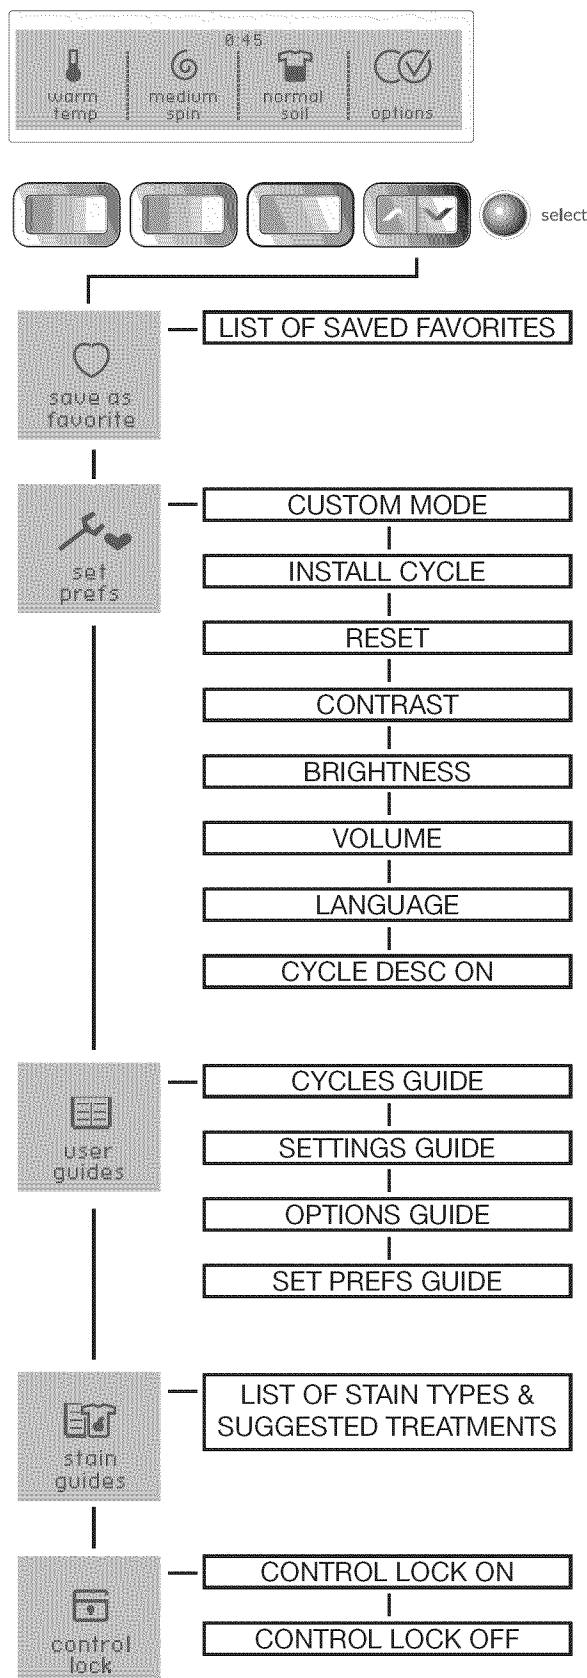 0:45
warm medium normal
temp spin soil options
select
LIST OF SAVED FAVORITES
save as
favorite
CUSTOM MODE
set
prefs
INSTALL CYCLE
RESET
CONTRAST
BRIGHTNESS
VOLUME
LANGUAGE
CYCLE DESC ON
CYCLES GUIDE
user
guides
SETTINGS GUIDE
OPTIONS GUIDE
SET PREFS GUIDE
LIST OF STAIN TYPES &
SUGGESTED TREATMENTS
stain
guides
CONTROL LOCK ON
control
lock
CONTROL LOCK OFF